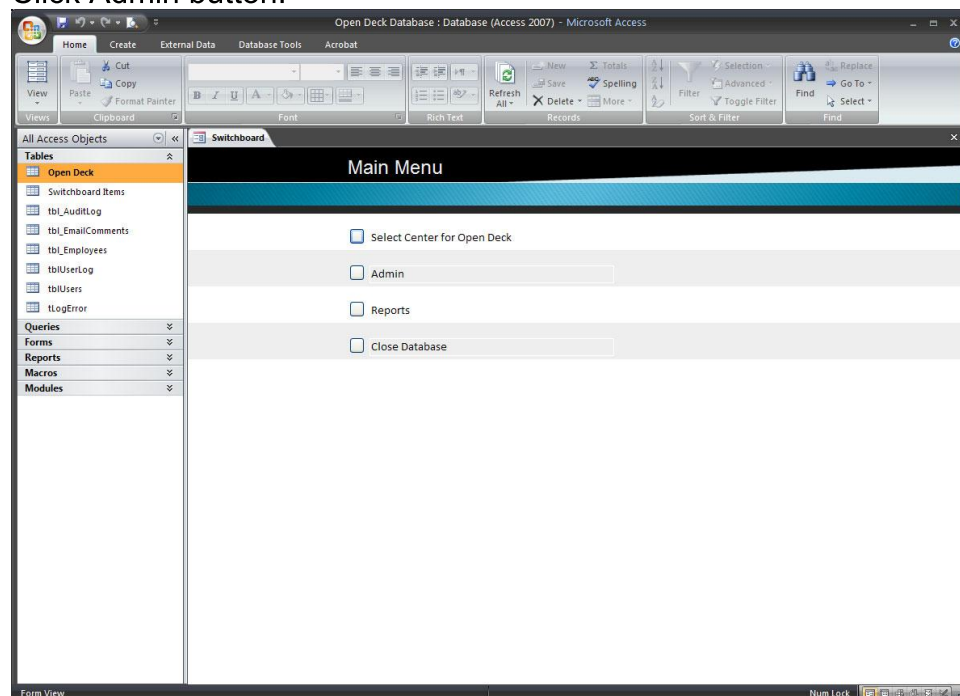 Click Admin button.
Open Deck Database : Database (Access 2007) - Microsoft Access
Home Create External Data Database Tools Acrobat
View
Paste
Cut
Copy
Format Painter
B I U A
Refresh All
New
Save
Delete
Totals
Spelling
More
Filter
Selection
Advanced
Toggle Filter
Find
Replace
Go To
Select
Views Clipboard Font Rich Text Records Sort & Filter Find
All Access Objects
Switchboard
Tables
Open Deck
Switchboard Items
tbl_AuditLog
tbl_EmailComments
tbl_Employees
tblUserLog
tblUsers
tLogError
Queries
Forms
Reports
Macros
Modules
Main Menu
Select Center for Open Deck
Admin
Reports
Close Database
Form View
Num Lock